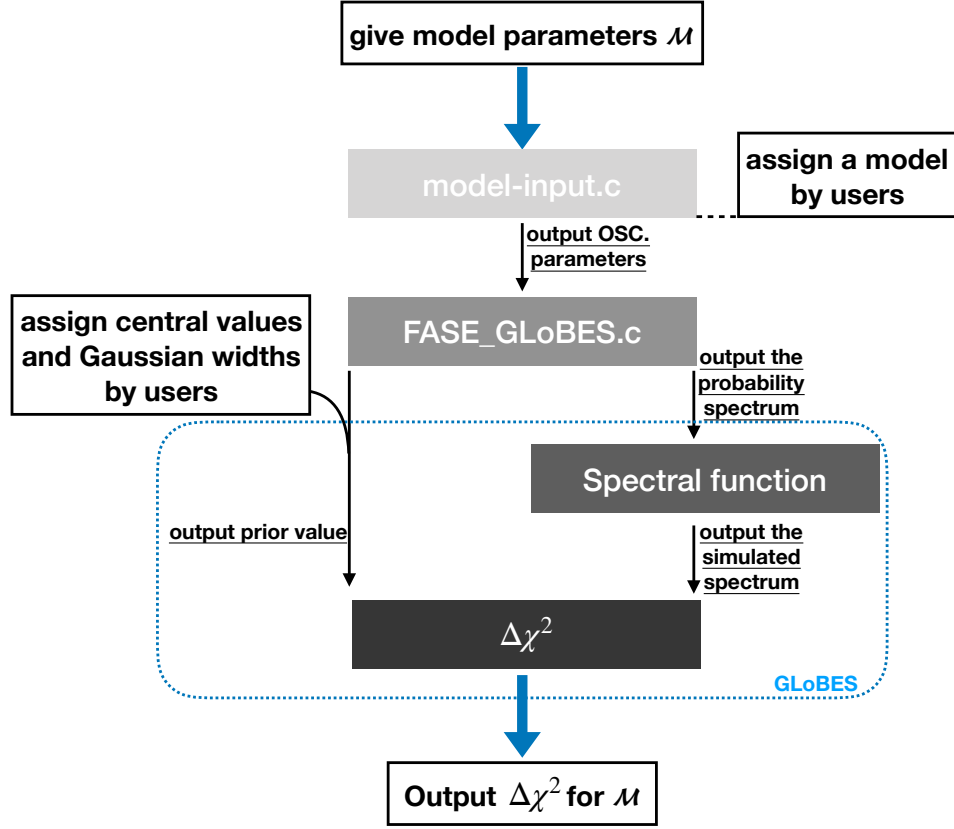 give model parameters ℳ
model-input.c
assign a model
by users
output OSC.
parameters
assign central values
and Gaussian widths
by users
FASE_GLoBES.c
output the
probability
spectrum
Spectral function
output prior value
output the
simulated
spectrum
Δχ²
GLoBES
Output Δχ² for ℳ